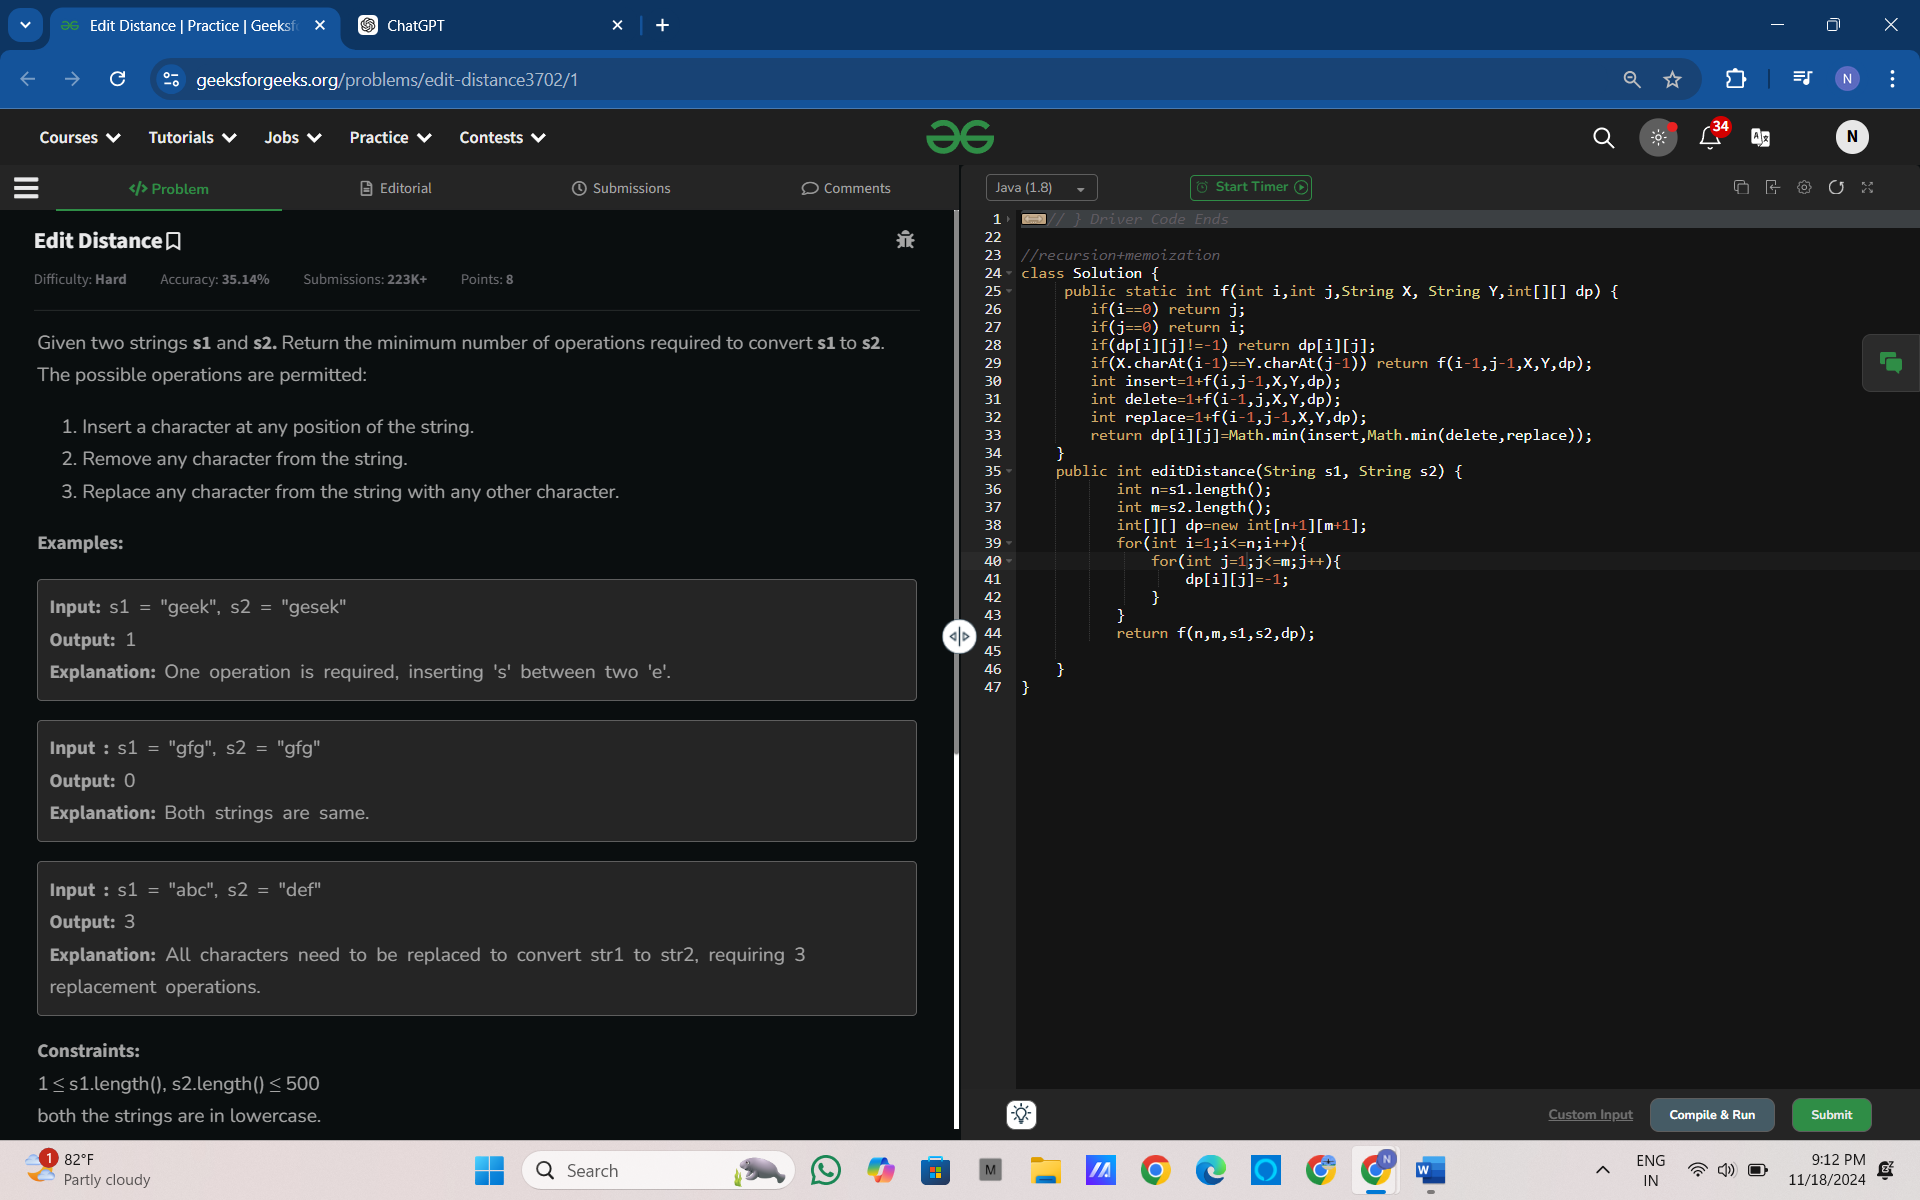 Edit Distance | Practice | Geeksf
ChatGPT
geeksforgeeks.org/problems/edit-distance3702/1
N
Courses Tutorials Jobs Practice Contests
34
N
Problem Editorial Submissions Comments
Edit Distance
Difficulty: Hard Accuracy: 35.14% Submissions: 223K+ Points: 8
Given two strings s1 and s2. Return the minimum number of operations required to convert s1 to s2.
The possible operations are permitted:
1. Insert a character at any position of the string.
2. Remove any character from the string.
3. Replace any character from the string with any other character.
Examples:
Input: s1 = "geek", s2 = "gesek"
Output: 1
Explanation: One operation is required, inserting 's' between two 'e'.
Input : s1 = "gfg", s2 = "gfg"
Output: 0
Explanation: Both strings are same.
Input : s1 = "abc", s2 = "def"
Output: 3
Explanation: All characters need to be replaced to convert str1 to str2, requiring 3
replacement operations.
Constraints:
1 ≤ s1.length(), s2.length() ≤ 500
both the strings are in lowercase.
Java (1.8) Start Timer
1 // } Driver Code Ends
22
23 //recursion+memoization
24 class Solution {
25 public static int f(int i,int j,String X, String Y,int[][] dp) {
26 if(i==0) return j;
27 if(j==0) return i;
28 if(dp[i][j]!=-1) return dp[i][j];
29 if(X.charAt(i-1)==Y.charAt(j-1)) return f(i-1,j-1,X,Y,dp);
30 int insert=1+f(i,j-1,X,Y,dp);
31 int delete=1+f(i-1,j,X,Y,dp);
32 int replace=1+f(i-1,j-1,X,Y,dp);
33 return dp[i][j]=Math.min(insert,Math.min(delete,replace));
34 }
35 public int editDistance(String s1, String s2) {
36 int n=s1.length();
37 int m=s2.length();
38 int[][] dp=new int[n+1][m+1];
39 for(int i=1;i<=n;i++){
40 for(int j=1;j<=m;j++){
41 dp[i][j]=-1;
42 }
43 }
44 return f(n,m,s1,s2,dp);
45
46 }
47 }
Custom Input Compile & Run Submit
1
82°F
Partly cloudy
Search
M
N
W
ENG
IN
9:12 PM
11/18/2024